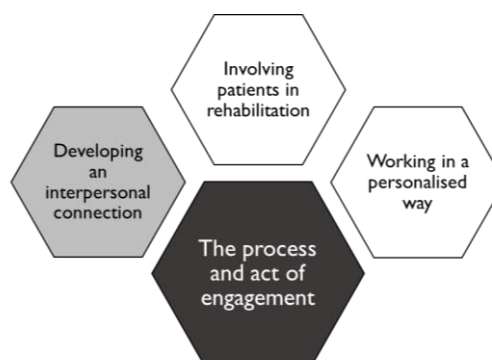 Involving
patients in
rehabilitation
Developing
an
interpersonal
connection
Working in a
personalised
way
The process
and act of
engagement